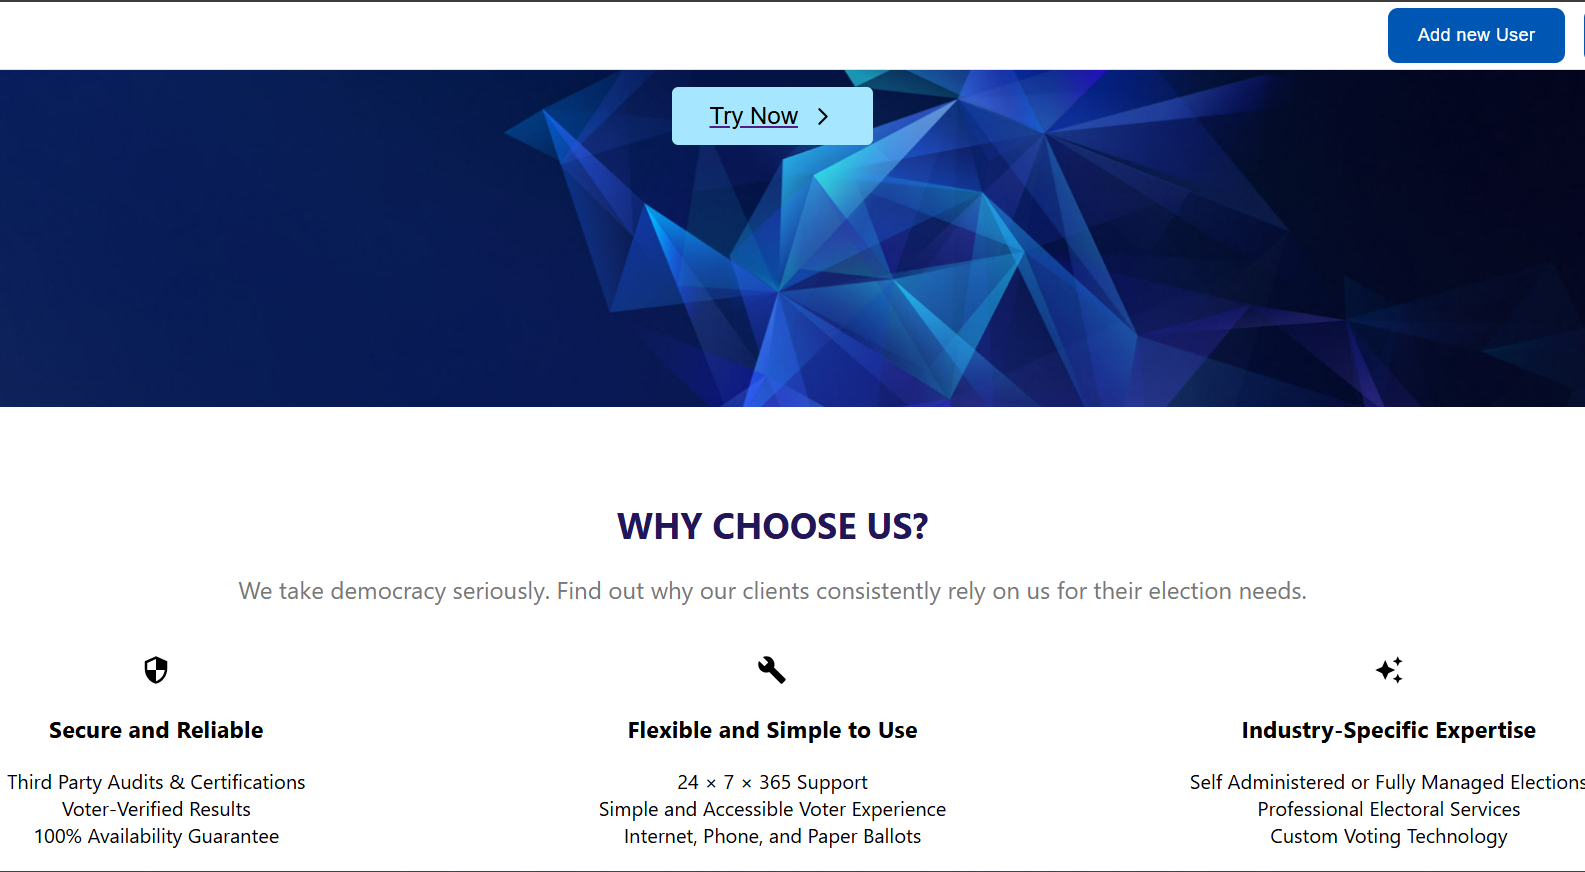 Add new User
Try Now
WHY CHOOSE US?
We take democracy seriously. Find out why our clients consistently rely on us for their election needs.
Secure and Reliable
Third Party Audits & Certifications
Voter-Verified Results
100% Availability Guarantee
Flexible and Simple to Use
24 × 7 × 365 Support
Simple and Accessible Voter Experience
Internet, Phone, and Paper Ballots
Industry-Specific Expertise
Self Administered or Fully Managed Elections
Professional Electoral Services
Custom Voting Technology